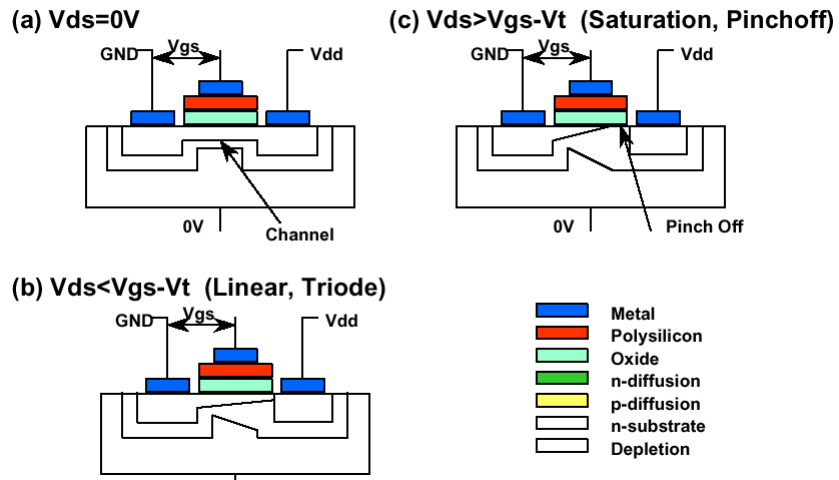 (a) Vds=0V
Vgs
GND
Vdd
0V
Channel
(c) Vds>Vgs-Vt (Saturation, Pinchoff)
Vgs
GND
Vdd
0V
Pinch Off
(b) Vds<Vgs-Vt (Linear, Triode)
Vgs
GND
Vdd
Metal
Polysilicon
Oxide
n-diffusion
p-diffusion
n-substrate
Depletion